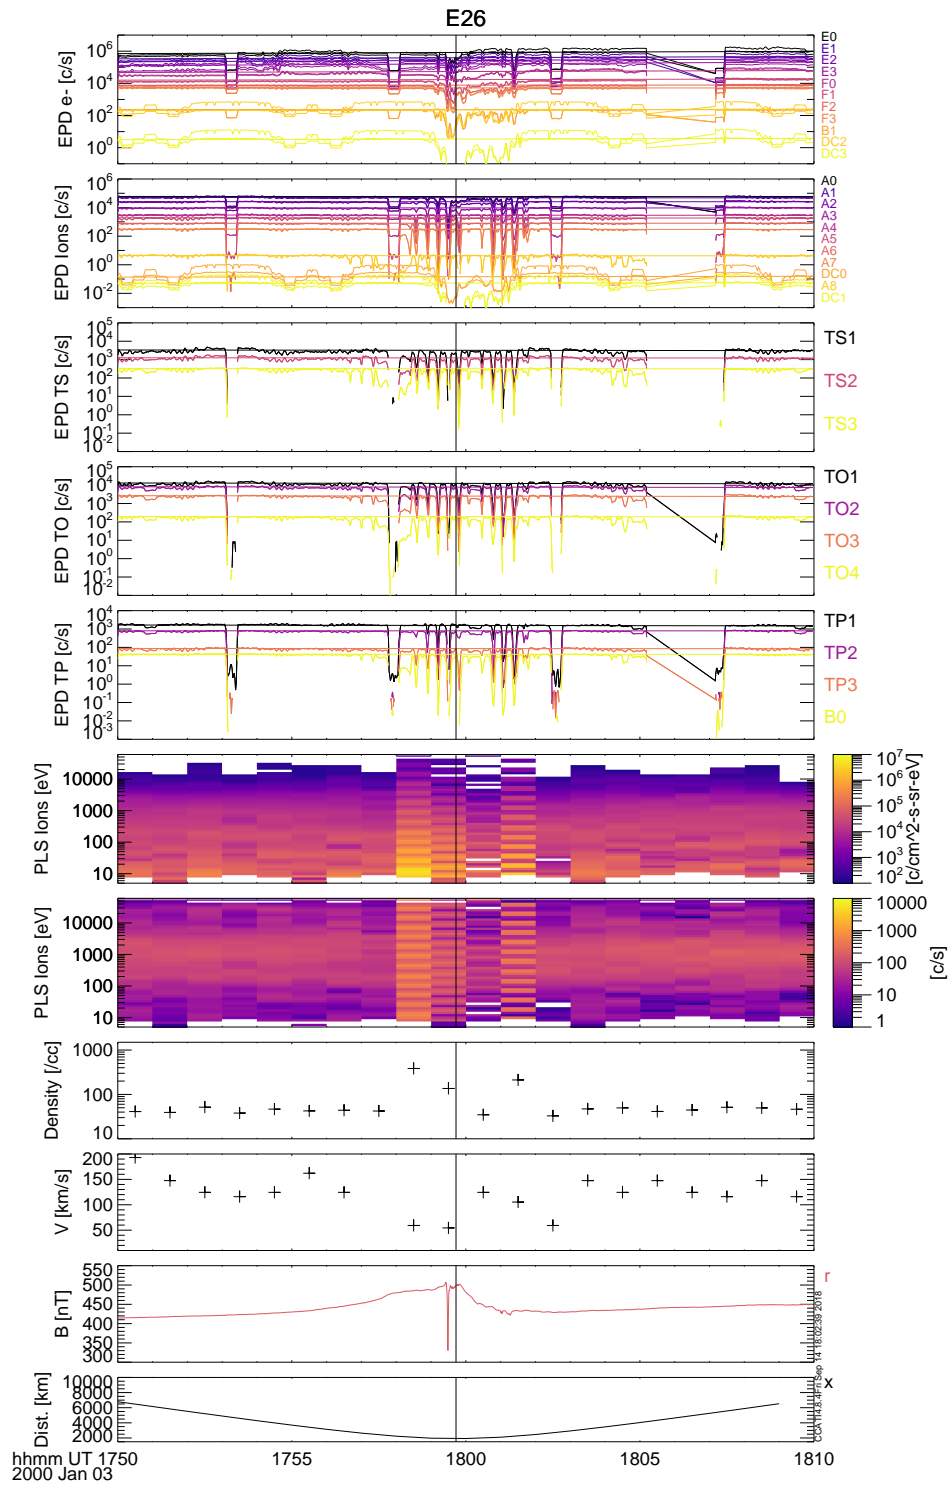 E26
EPD e- [c/s]
10^6
10^4
10^2
10^0
E0
E1
E2
E3
F0
F1
F2
F3
B1
DC2
DC3
EPD Ions [c/s]
10^6
10^4
10^2
10^0
10^-2
A0
A1
A2
A3
A4
A5
A6
A7
DC0
A8
DC1
EPD TS [c/s]
10^5
10^4
10^3
10^2
10^1
10^0
10^-1
10^-2
TS1
TS2
TS3
EPD TO [c/s]
10^5
10^4
10^3
10^2
10^1
10^0
10^-1
10^-2
TO1
TO2
TO3
TO4
EPD TP [c/s]
10^4
10^3
10^2
10^1
10^0
10^-1
10^-2
10^-3
TP1
TP2
TP3
B0
PLS Ions [eV]
10000
1000
100
10
10^7
10^6
10^5
10^4
10^3
10^2
[c/cm^2-s-sr-eV]
PLS Ions [eV]
10000
1000
100
10
10000
1000
100
10
1
[c/s]
Density [/cc]
1000
100
10
V [km/s]
200
150
100
50
B [nT]
550
500
450
400
350
300
r
Dist. [km]
10000
8000
6000
4000
2000
x
hhmm UT 1750 1755 1800 1805 1810
2000 Jan 03